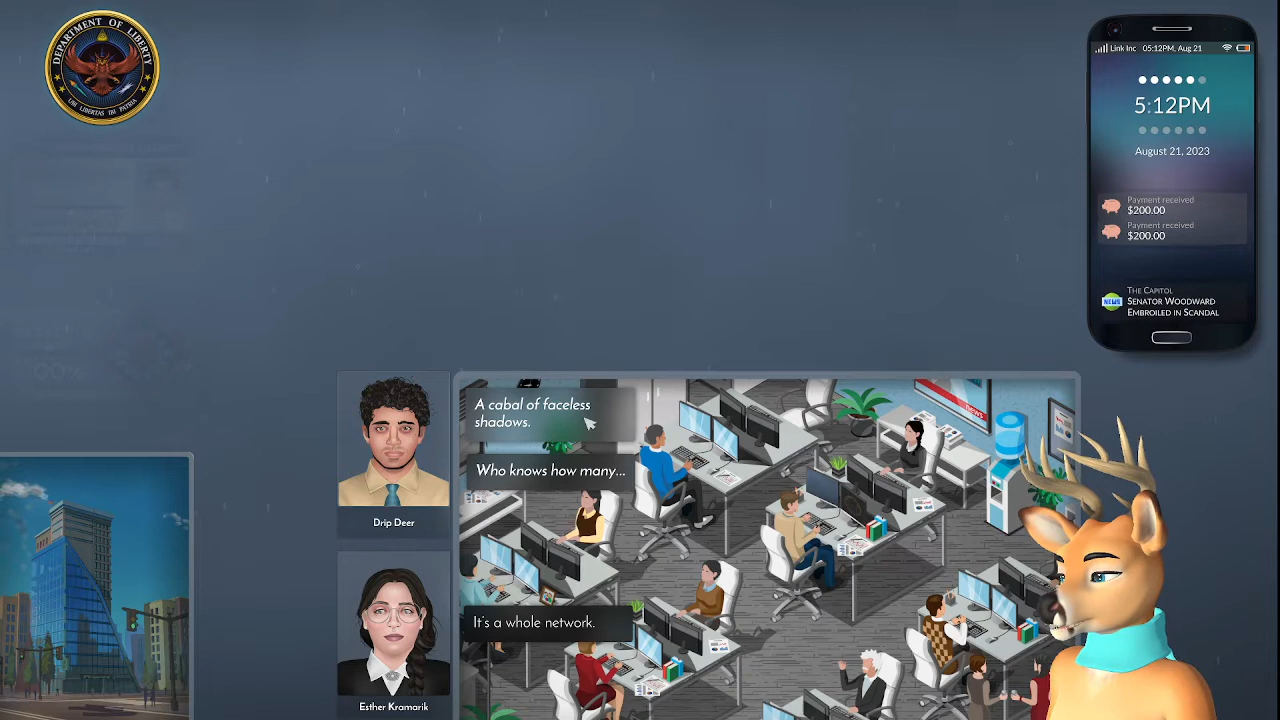 DEPARTMENT OF LIBERTY
UBI LIBERTAS IBI PATRIA
Link Inc 05:12PM, Aug 21
5:12PM
August 21, 2023
Payment received
$200.00
Payment received
$200.00
THE CAPITOL
NEWS
SENATOR WOODWARD
EMBROILED IN SCANDAL
A cabal of faceless
shadows.
Who knows how many...
Drip Deer
It's a whole network.
Esther Kramarik